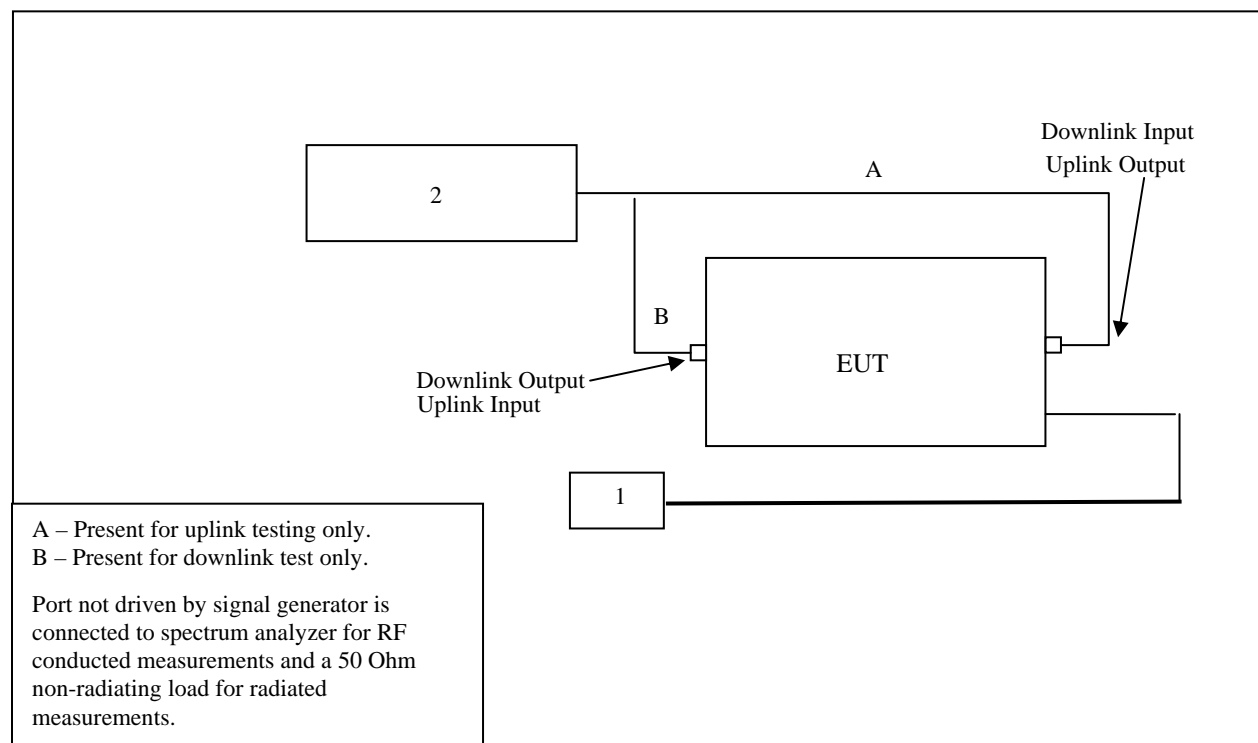 Downlink Input
Uplink Output
A
2
B
EUT
Downlink Output
Uplink Input
1
A – Present for uplink testing only.
B – Present for downlink test only.
Port not driven by signal generator is
connected to spectrum analyzer for RF
conducted measurements and a 50 Ohm
non-radiating load for radiated
measurements.